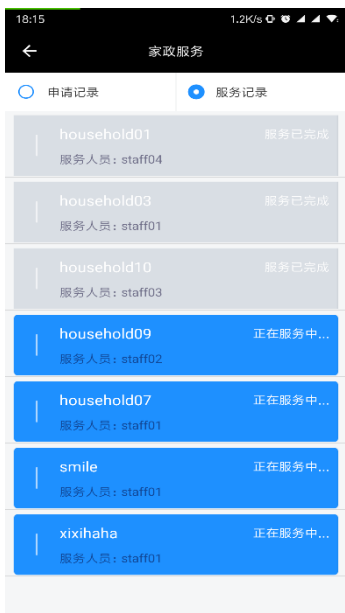 18:15 1.2K/s
家政服务
申请记录 服务记录
household01 服务已完成
服务人员：staff04
household03 服务已完成
服务人员：staff01
household10 服务已完成
服务人员：staff03
household09 正在服务中...
服务人员：staff02
household07 正在服务中...
服务人员：staff01
smile 正在服务中...
服务人员：staff01
xixihaha 正在服务中...
服务人员：staff01